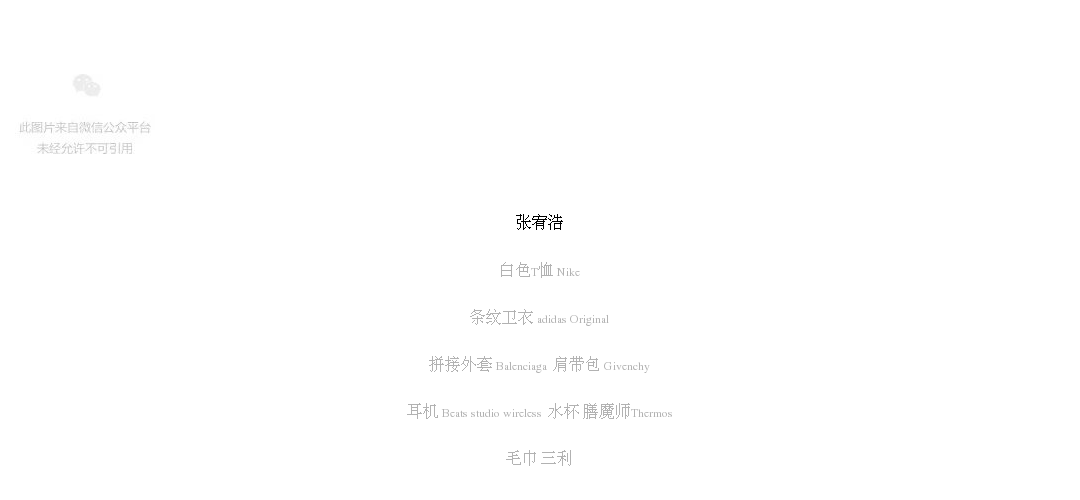 此图片来自微信公众平台
未经允许不可引用
张宥浩
白色T恤 Nike
条纹卫衣 adidas Original
拼接外套 Balenciaga 肩带包 Givenchy
耳机 Beats studio wireless 水杯 膳魔师Thermos
毛巾 三利